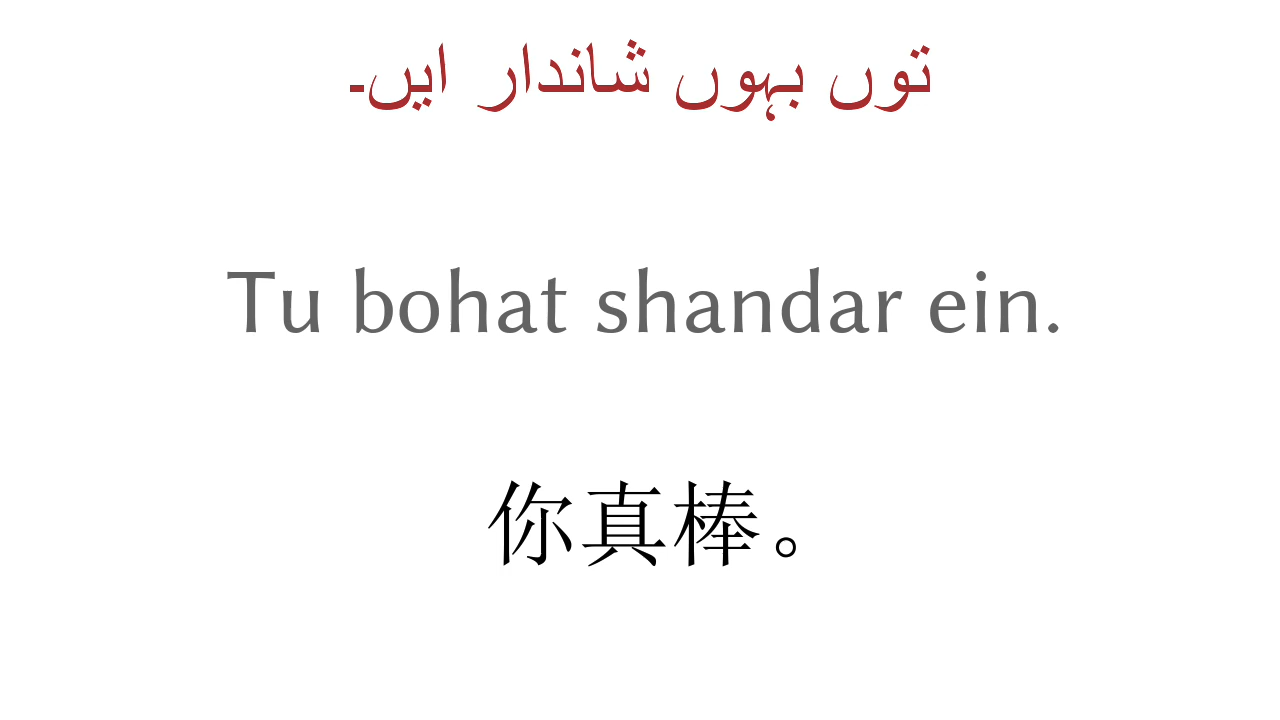 توں بہوں شاندار ایں۔
Tu bohat shandar ein.
你真棒。